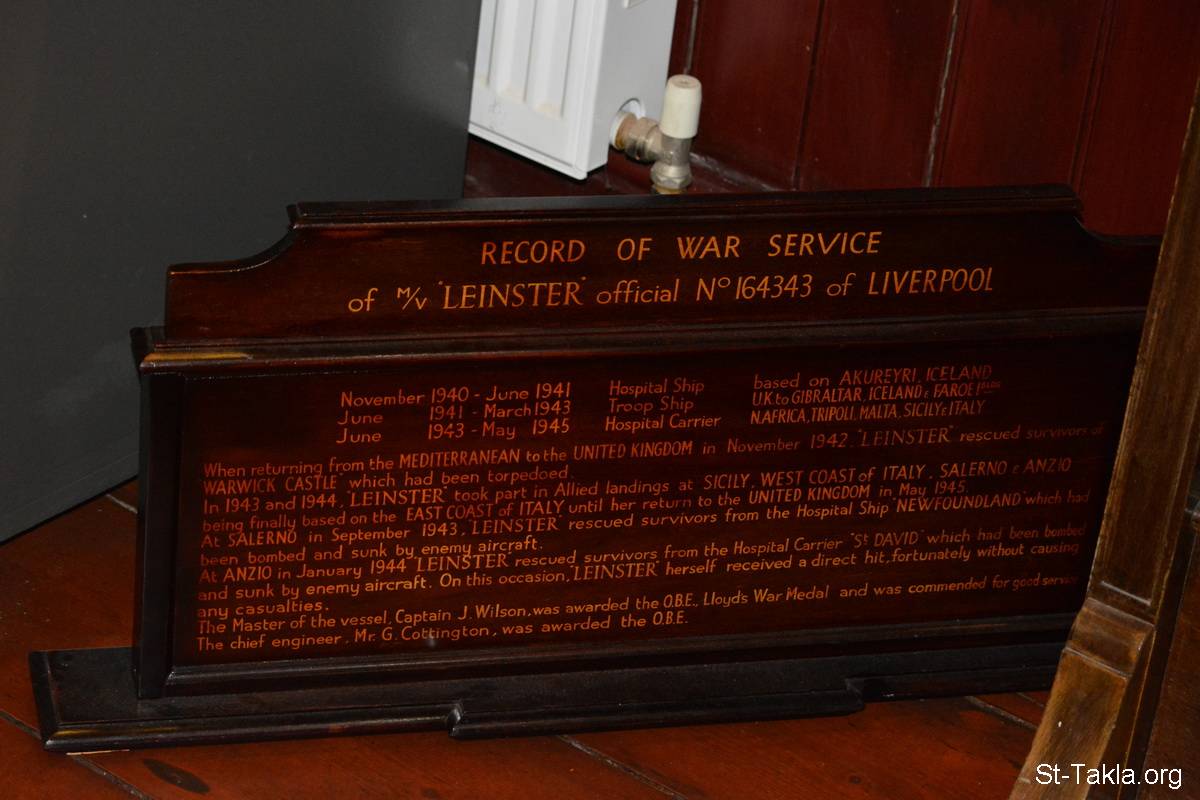 RECORD OF WAR SERVICE
of M/V "LEINSTER" official Nº 164343 of LIVERPOOL
November 1940 - June 1941 Hospital Ship based on AKUREYRI, ICELAND
June 1941 - March 1943 Troop Ship U.K. to GIBRALTAR, ICELAND & FAROE Iˢˡᵈˢ
June 1943 - May 1945 Hospital Carrier N.AFRICA, TRIPOLI, MALTA, SICILY & ITALY
When returning from the MEDITERRANEAN to the UNITED KINGDOM in November 1942, "LEINSTER" rescued survivors of
"WARWICK CASTLE" which had been torpedoed.
In 1943 and 1944, "LEINSTER" took part in Allied landings at SICILY, WEST COAST of ITALY, SALERNO & ANZIO
being finally based on the EAST COAST of ITALY until her return to the UNITED KINGDOM in May 1945.
At SALERNO in September 1943, "LEINSTER" rescued survivors from the Hospital Ship "NEWFOUNDLAND" which had
been bombed and sunk by enemy aircraft.
At ANZIO in January 1944 "LEINSTER" rescued survivors from the Hospital Carrier "St DAVID" which had been bombed
and sunk by enemy aircraft. On this occasion, "LEINSTER" herself received a direct hit, fortunately without causing
any casualties.
The Master of the vessel, Captain J. Wilson, was awarded the O.B.E., Lloyd's War Medal and was commended for good service
The chief engineer, Mr. G. Cottington, was awarded the O.B.E.
St-Takla.org